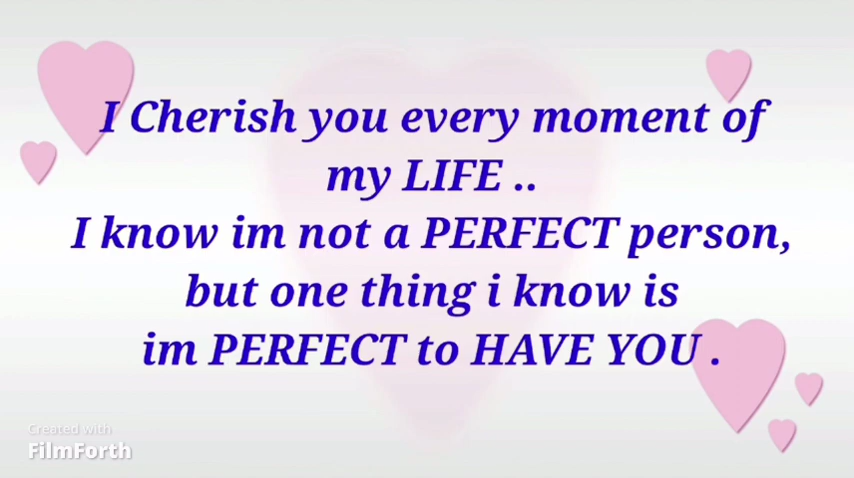 I Cherish you every moment of
my LIFE ..
I know im not a PERFECT person,
but one thing i know is
im PERFECT to HAVE YOU .
Created with
FilmForth